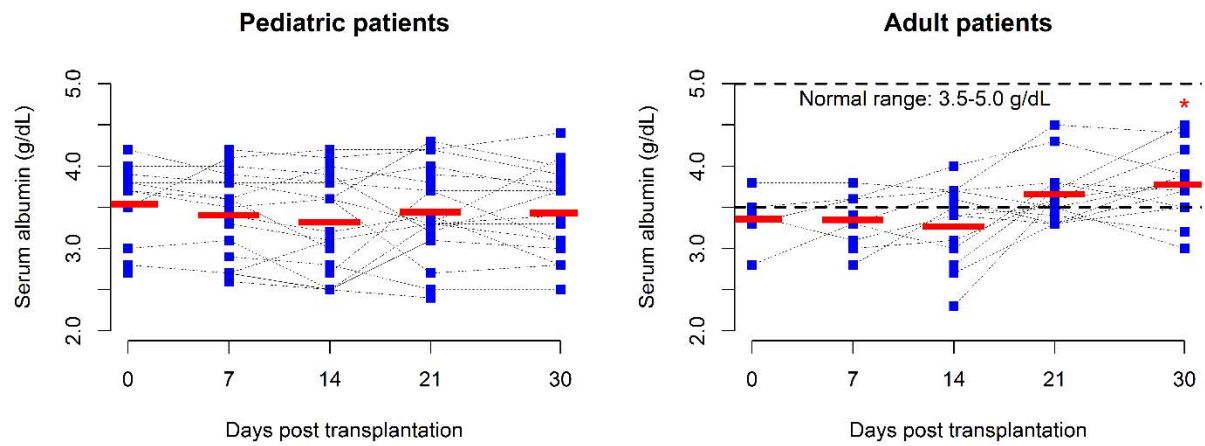 Pediatric patients
Serum albumin (g/dL)
5.0
4.0
3.0
2.0
0 7 14 21 30
Days post transplantation
Adult patients
Serum albumin (g/dL)
5.0
4.0
3.0
2.0
Normal range: 3.5-5.0 g/dL
*
0 7 14 21 30
Days post transplantation